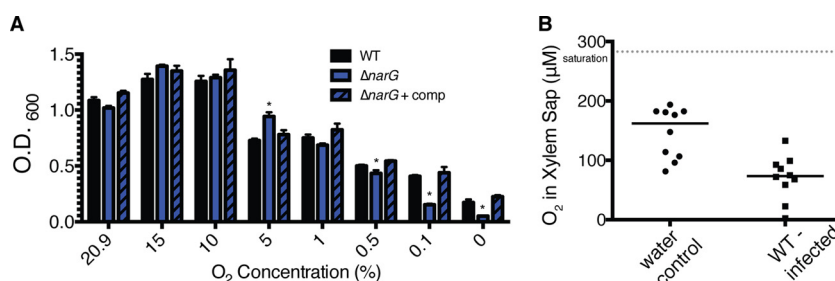 A
WT
ΔnarG
ΔnarG + comp
1.5
1.0
0.5
0.0
O.D. 600
*
*
*
*
20.9
15
10
5
1
0.5
0.1
0
O2 Concentration (%)
B
300
200
100
0
saturation
O2 in Xylem Sap (μM)
water control
WT-infected